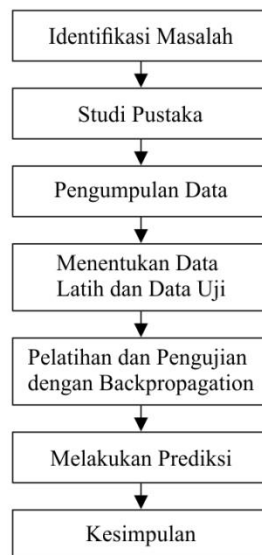 Identifikasi Masalah
Studi Pustaka
Pengumpulan Data
Menentukan Data
Latih dan Data Uji
Pelatihan dan Pengujian
dengan Backpropagation
Melakukan Prediksi
Kesimpulan